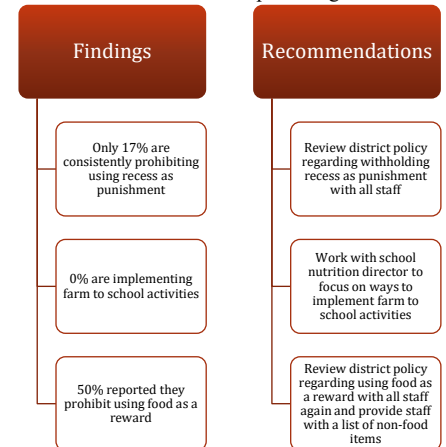 Findings
Only 17% are
consistently prohibiting
using recess as
punishment
0% are implementing
farm to school activities
50% reported they
prohibit using food as a
reward
Recommendations
Review district policy
regarding withholding
recess as punishment
with all staff
Work with school
nutrition director to
focus on ways to
implement farm to
school activities
Review district policy
regarding using food as
a reward with all staff
again and provide staff
with a list of non-food
items